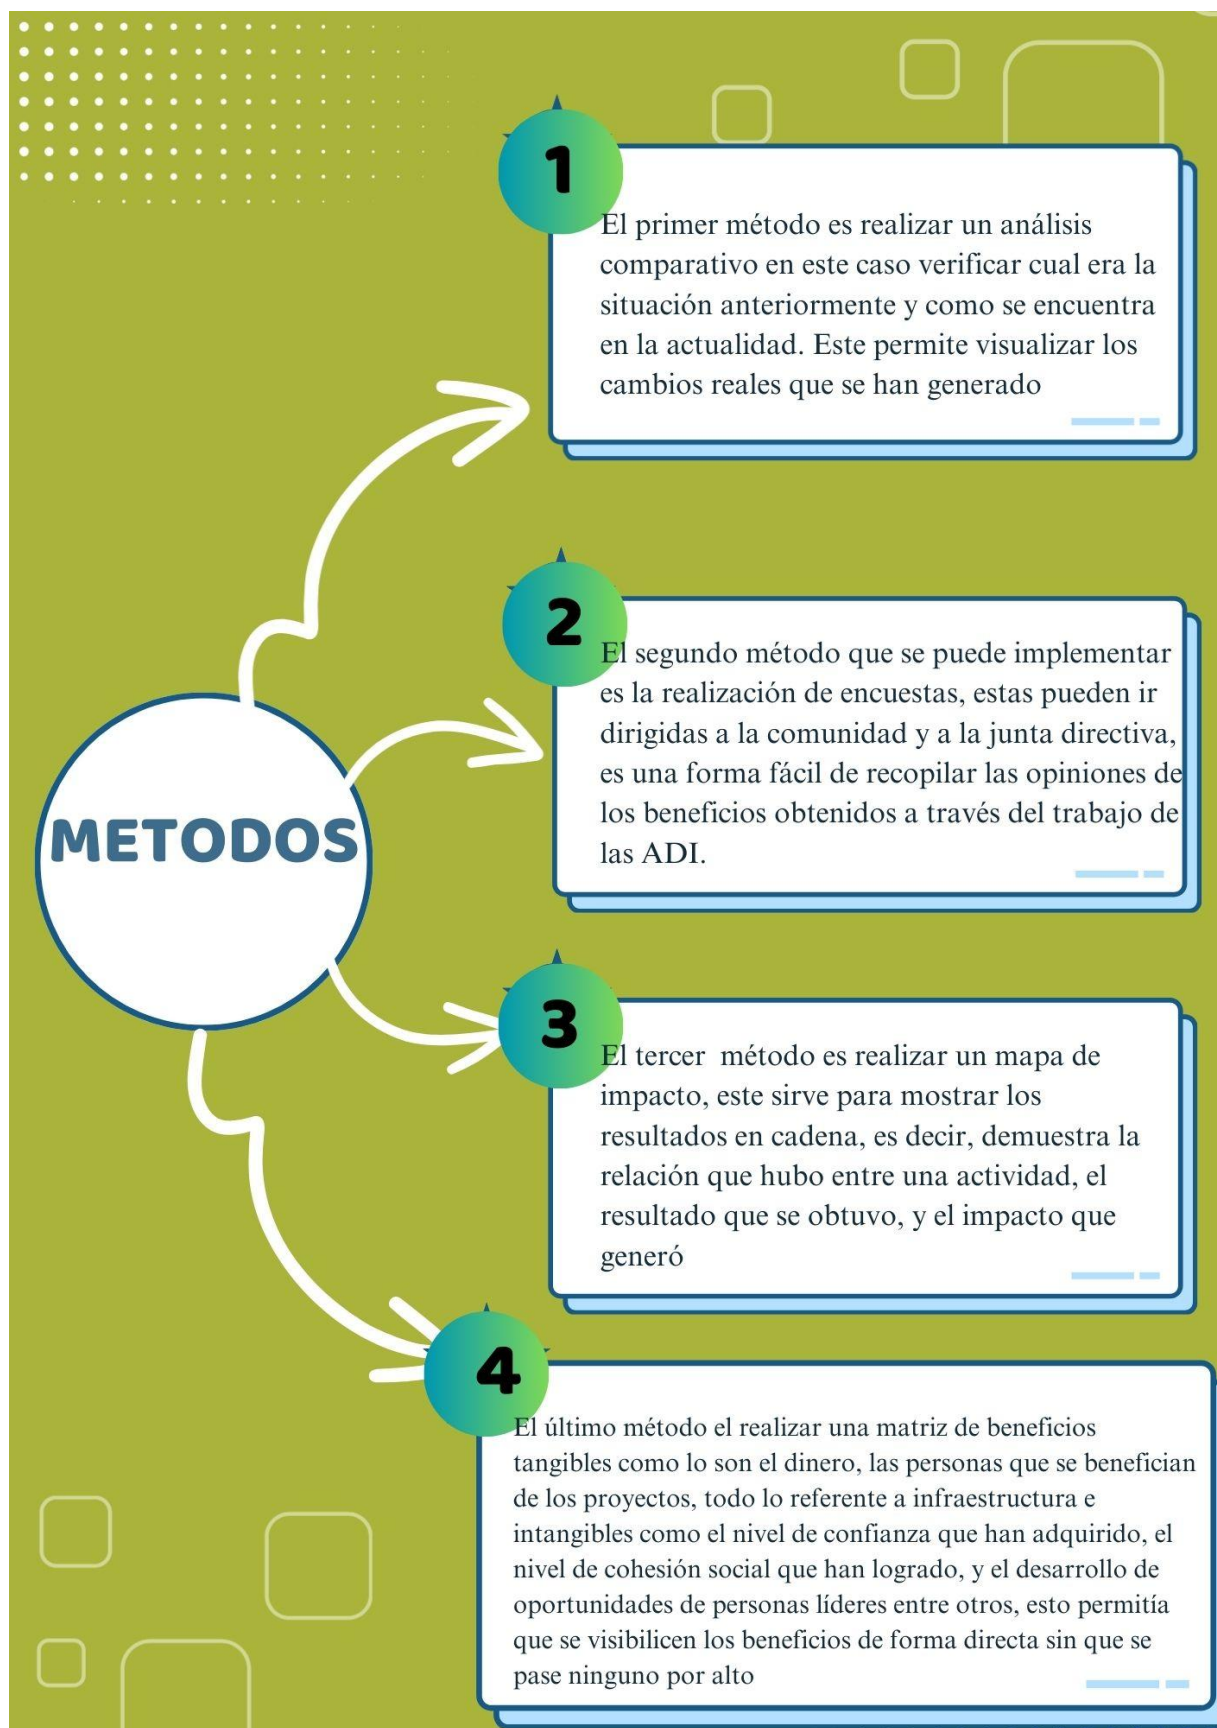 METODOS
1
El primer método es realizar un análisis
comparativo en este caso verificar cual era la
situación anteriormente y como se encuentra
en la actualidad. Este permite visualizar los
cambios reales que se han generado
2
El segundo método que se puede implementar
es la realización de encuestas, estas pueden ir
dirigidas a la comunidad y a la junta directiva,
es una forma fácil de recopilar las opiniones de
los beneficios obtenidos a través del trabajo de
las ADI.
3
El tercer  método es realizar un mapa de
impacto, este sirve para mostrar los
resultados en cadena, es decir, demuestra la
relación que hubo entre una actividad, el
resultado que se obtuvo, y el impacto que
generó
4
El último método el realizar una matriz de beneficios
tangibles como lo son el dinero, las personas que se benefician
de los proyectos, todo lo referente a infraestructura e
intangibles como el nivel de confianza que han adquirido, el
nivel de cohesión social que han logrado, y el desarrollo de
oportunidades de personas líderes entre otros, esto permitía
que se visibilicen los beneficios de forma directa sin que se
pase ninguno por alto